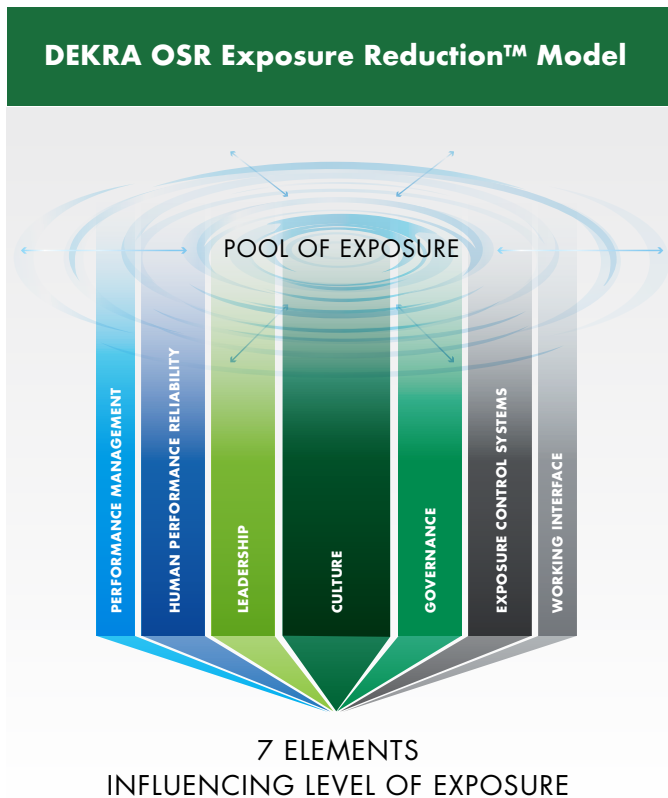 DEKRA OSR Exposure Reduction™ Model
POOL OF EXPOSURE
PERFORMANCE MANAGEMENT
HUMAN PERFORMANCE RELIABILITY
LEADERSHIP
CULTURE
GOVERNANCE
EXPOSURE CONTROL SYSTEMS
WORKING INTERFACE
7 ELEMENTS
INFLUENCING LEVEL OF EXPOSURE